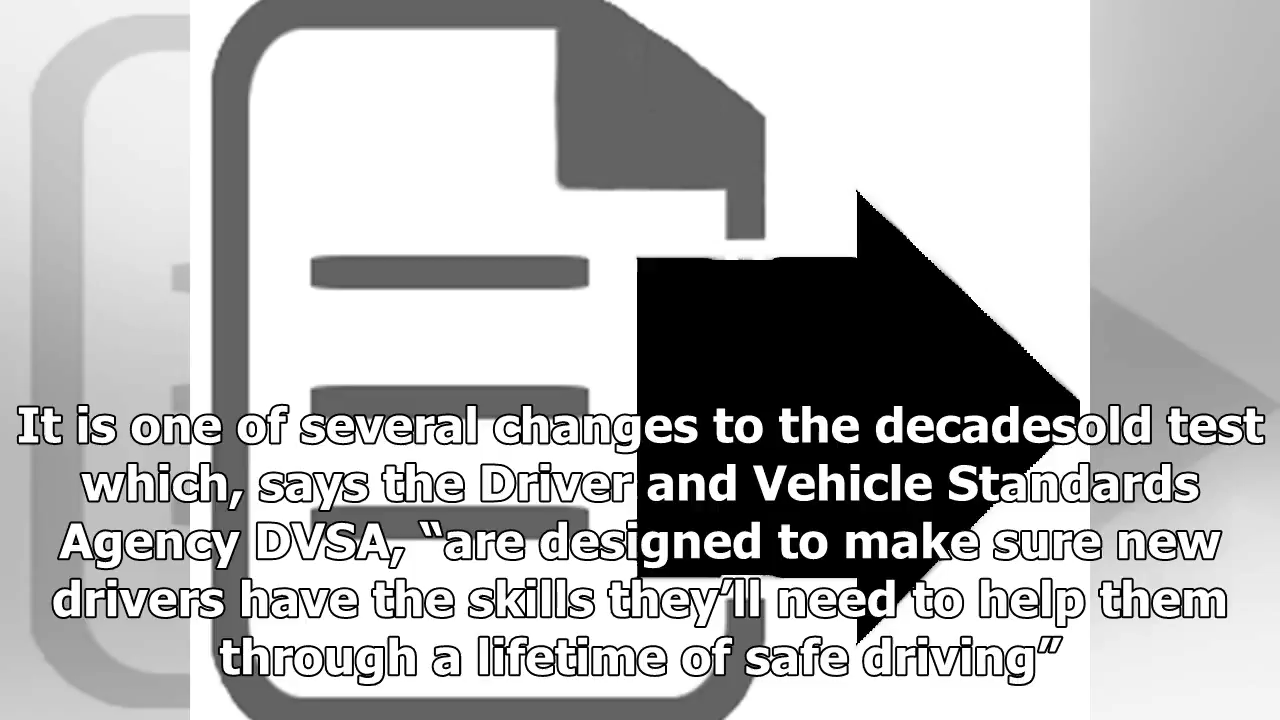 It is one of several changes to the decadesold test
which, says the Driver and Vehicle Standards
Agency DVSA, “are designed to make sure new
drivers have the skills they’ll need to help them
through a lifetime of safe driving”